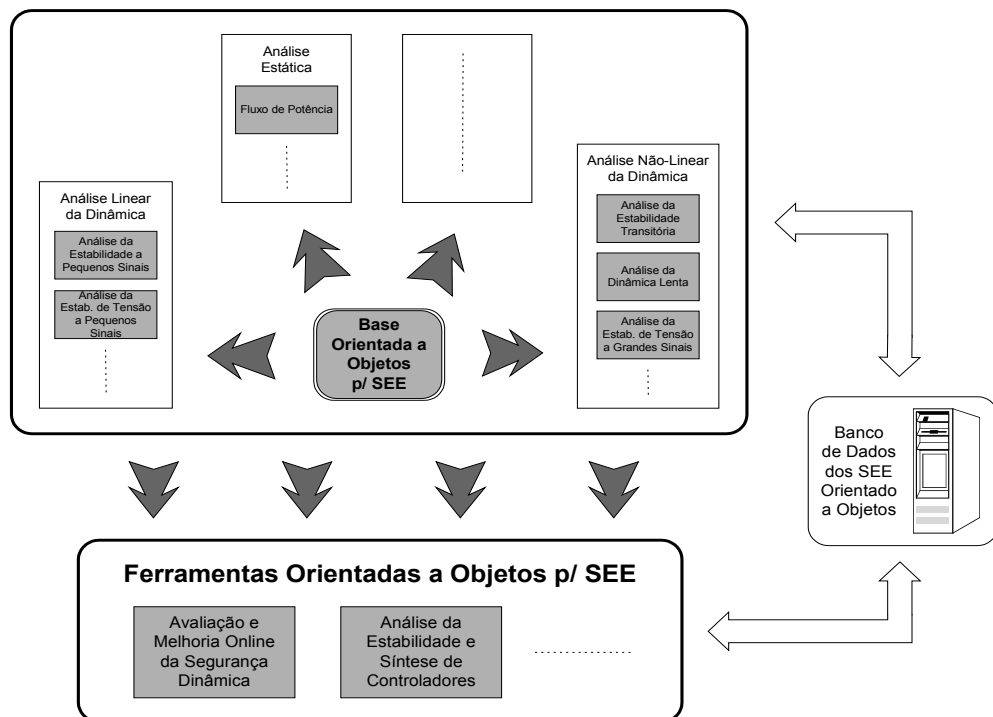 Análise
Estática
Fluxo de Potência
Análise Linear
da Dinâmica
Análise da
Estabilidade a
Pequenos Sinais
Análise da
Estab. de Tensão
a Pequenos
Sinais
Base
Orientada a
Objetos
p/ SEE
Análise Não-Linear
da Dinâmica
Análise da
Estabilidade
Transitória
Análise da
Dinâmica Lenta
Análise da
Estab. de Tensão
a Grandes Sinais
Banco
de Dados
dos SEE
Orientado
a Objetos
Ferramentas Orientadas a Objetos p/ SEE
Avaliação e
Melhoria Online
da Segurança
Dinâmica
Análise da
Estabilidade e
Síntese de
Controladores